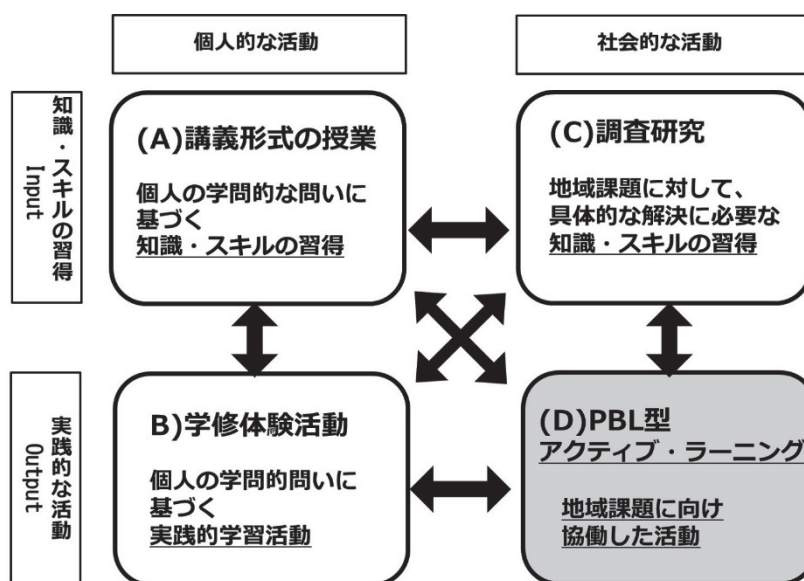 個人的な活動
社会的な活動
知識・スキルの習得
Input
(A)講義形式の授業
個人の学問的な問いに
基づく
知識・スキルの習得
(C)調査研究
地域課題に対して、
具体的な解決に必要な
知識・スキルの習得
実践的な活動
Output
B)学修体験活動
個人の学問的問いに
基づく
実践的学習活動
(D)PBL型
アクティブ・ラーニング
地域課題に向け
協働した活動